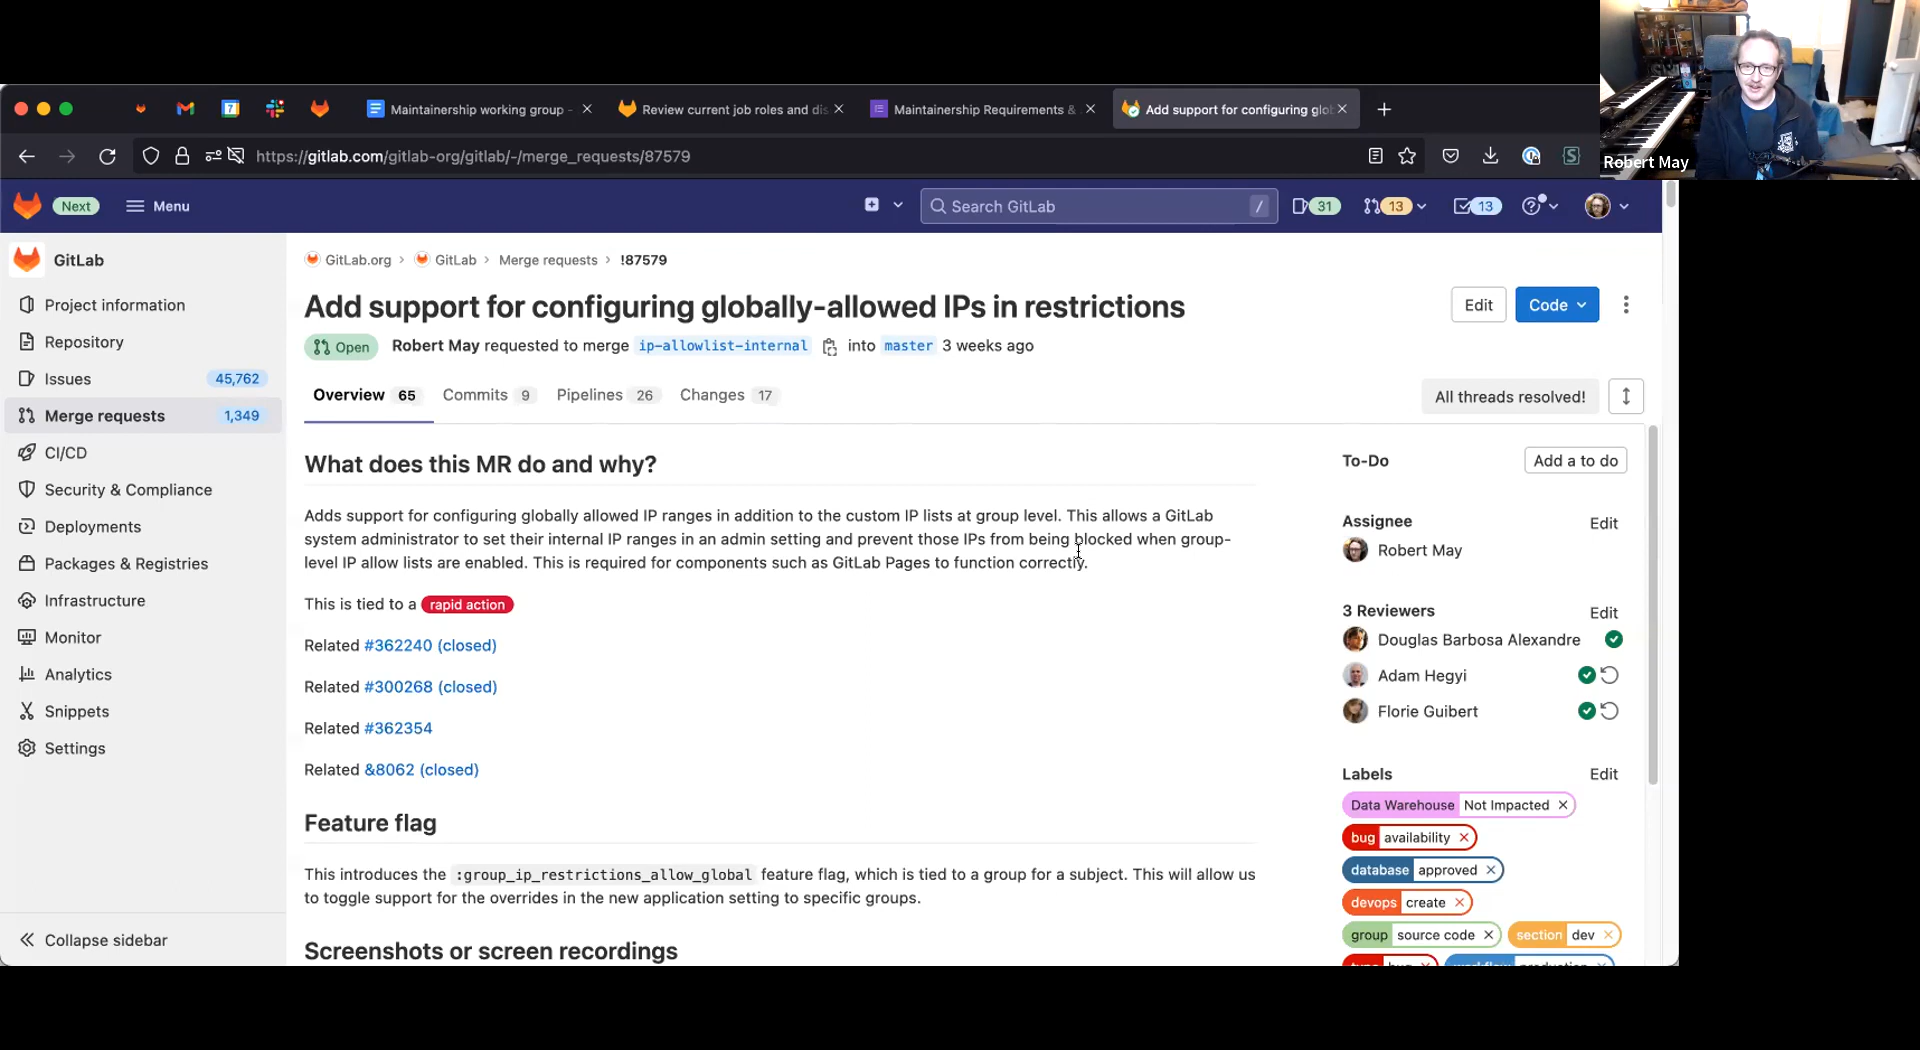 Robert May
Maintainership working group -
Review current job roles and dis
Maintainership Requirements &
Add support for configuring glo
https://gitlab.com/gitlab-org/gitlab/-/merge_requests/87579
Next
Menu
Search GitLab
/
31
13
13
GitLab
Project information
Repository
Issues 45,762
Merge requests 1,349
CI/CD
Security & Compliance
Deployments
Packages & Registries
Infrastructure
Monitor
Analytics
Snippets
Settings
Collapse sidebar
GitLab.org > GitLab > Merge requests > !87579
Add support for configuring globally-allowed IPs in restrictions
Edit
Code
Open Robert May requested to merge ip-allowlist-internal into master 3 weeks ago
Overview 65 Commits 9 Pipelines 26 Changes 17
All threads resolved!
What does this MR do and why?
Adds support for configuring globally allowed IP ranges in addition to the custom IP lists at group level. This allows a GitLab
system administrator to set their internal IP ranges in an admin setting and prevent those IPs from being blocked when group-
level IP allow lists are enabled. This is required for components such as GitLab Pages to function correctly.
This is tied to a rapid action
Related #362240 (closed)
Related #300268 (closed)
Related #362354
Related &8062 (closed)
Feature flag
This introduces the :group_ip_restrictions_allow_global feature flag, which is tied to a group for a subject. This will allow us
to toggle support for the overrides in the new application setting to specific groups.
Screenshots or screen recordings
To-Do
Add a to do
Assignee Edit
Robert May
3 Reviewers Edit
Douglas Barbosa Alexandre
Adam Hegyi
Florie Guibert
Labels Edit
Data Warehouse Not Impacted
bug availability
database approved
devops create
group source code
section dev